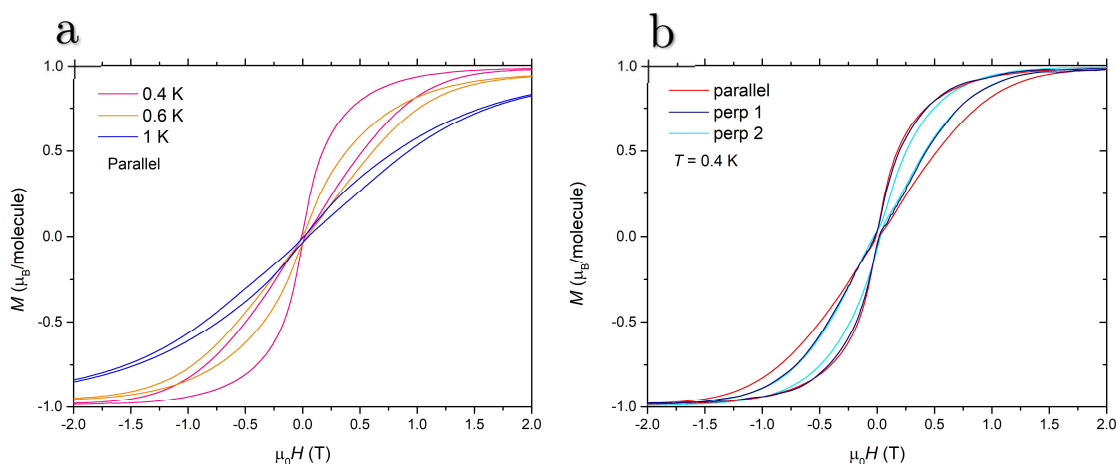 a
1.0
0.5
0.0
-0.5
-1.0
M (μB/molecule)
0.4 K
0.6 K
1 K
Parallel
-2.0 -1.5 -1.0 -0.5 0.0 0.5 1.0 1.5 2.0
μ0H (T)
b
1.0
0.5
0.0
-0.5
-1.0
M (μB/molecule)
parallel
perp 1
perp 2
T = 0.4 K
-2.0 -1.5 -1.0 -0.5 0.0 0.5 1.0 1.5 2.0
μ0H (T)